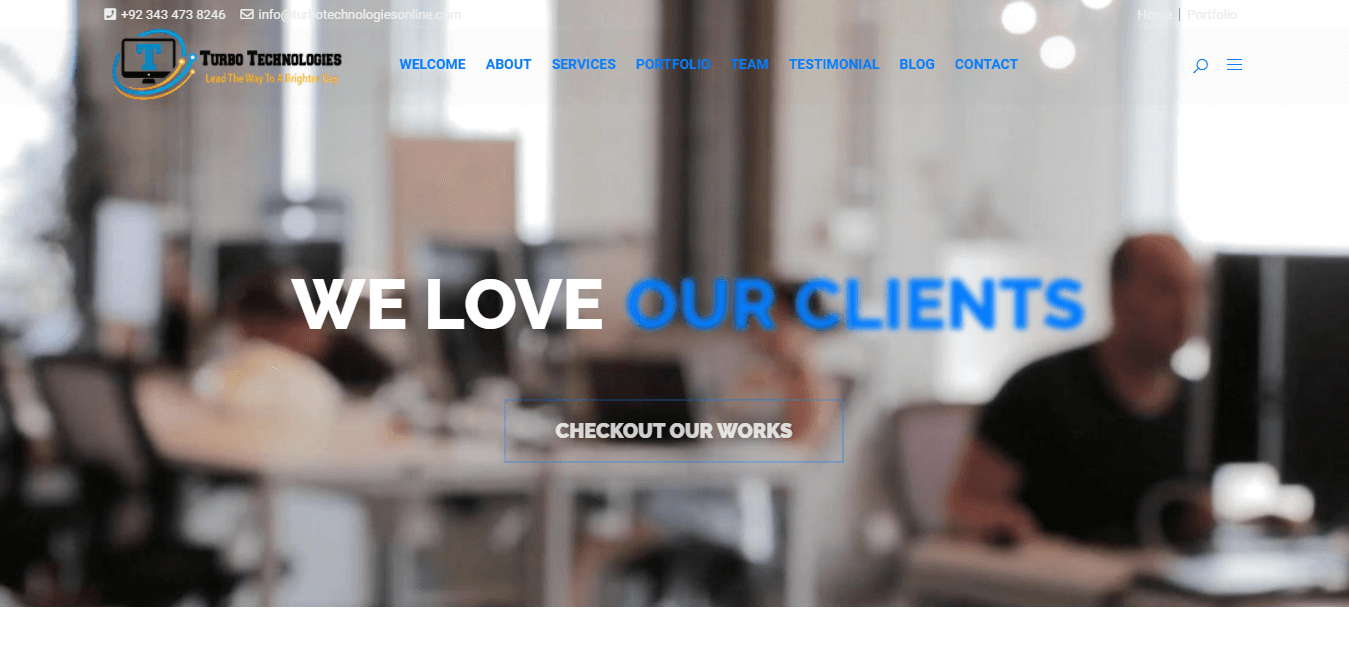 +92 343 473 8246 info@turbotechnologiesonline.com Home | Portfolio
T
TURBO TECHNOLOGIES
Lead The Way To A Brighter Day
WELCOME ABOUT SERVICES PORTFOLIO TEAM TESTIMONIAL BLOG CONTACT
WE LOVE OUR CLIENTS
CHECKOUT OUR WORKS